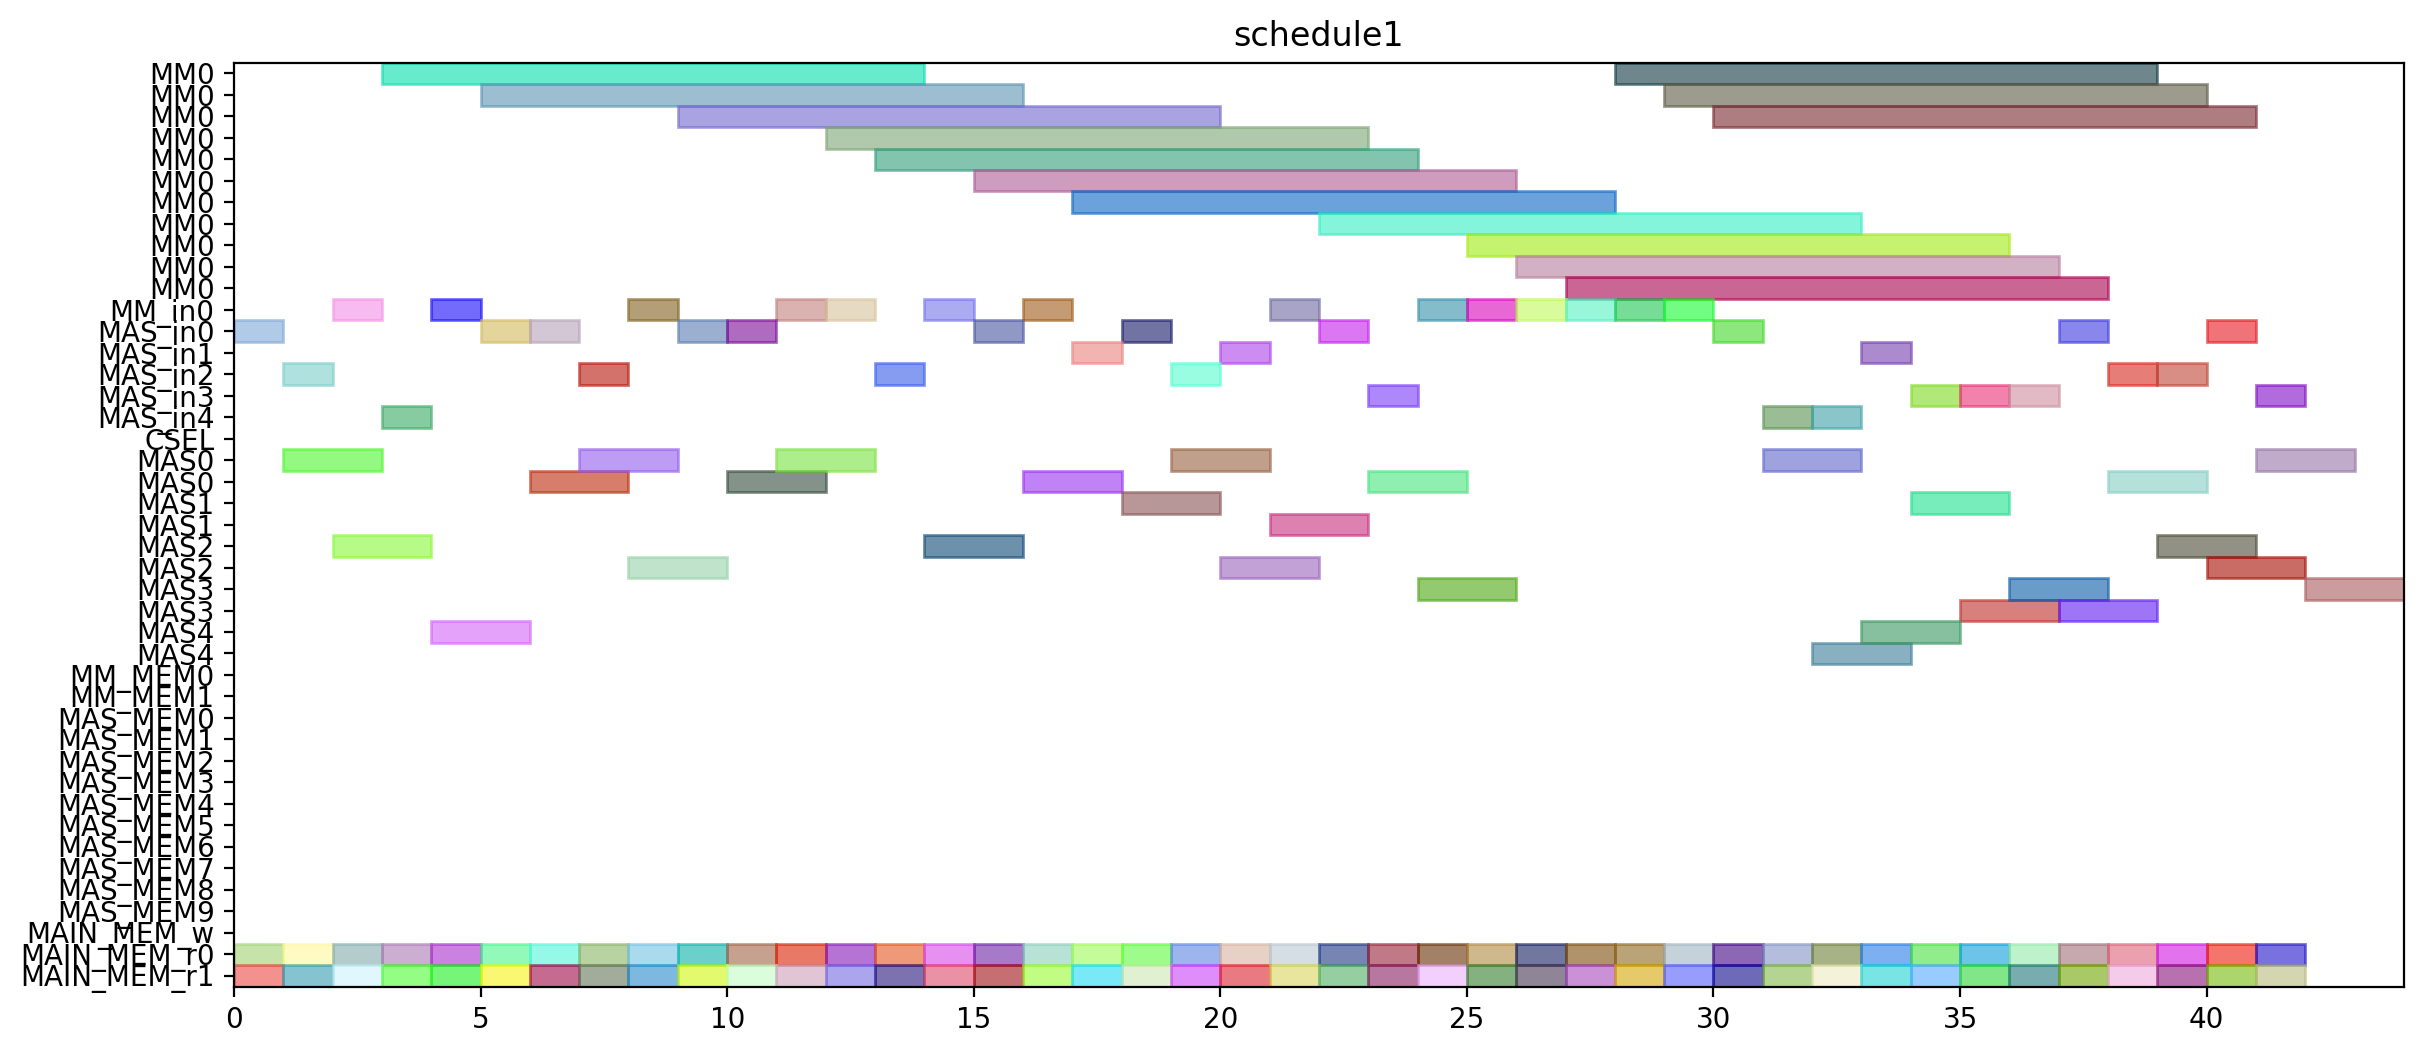 schedule1
MM0
MM0
MM0
MM0
MM0
MM0
MM0
MM0
MM0
MM0
MM0
MM_in0
MAS_in0
MAS_in1
MAS_in2
MAS_in3
MAS_in4
CSEL
MAS0
MAS0
MAS1
MAS1
MAS2
MAS2
MAS3
MAS3
MAS4
MAS4
MM_MEM0
MM_MEM1
MAS_MEM0
MAS_MEM1
MAS_MEM2
MAS_MEM3
MAS_MEM4
MAS_MEM5
MAS_MEM6
MAS_MEM7
MAS_MEM8
MAS_MEM9
MAIN_MEM_w
MAIN_MEM_r0
MAIN_MEM_r1
0 5 10 15 20 25 30 35 40